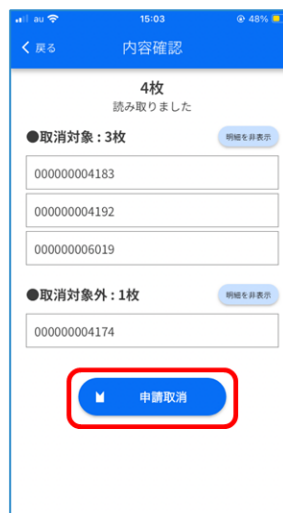 au 15:03 48%
戻る 内容確認
4枚
読み取りました
●取消対象：3枚 明細を非表示
000000004183
000000004192
000000006019
●取消対象外：1枚 明細を非表示
000000004174
申請取消